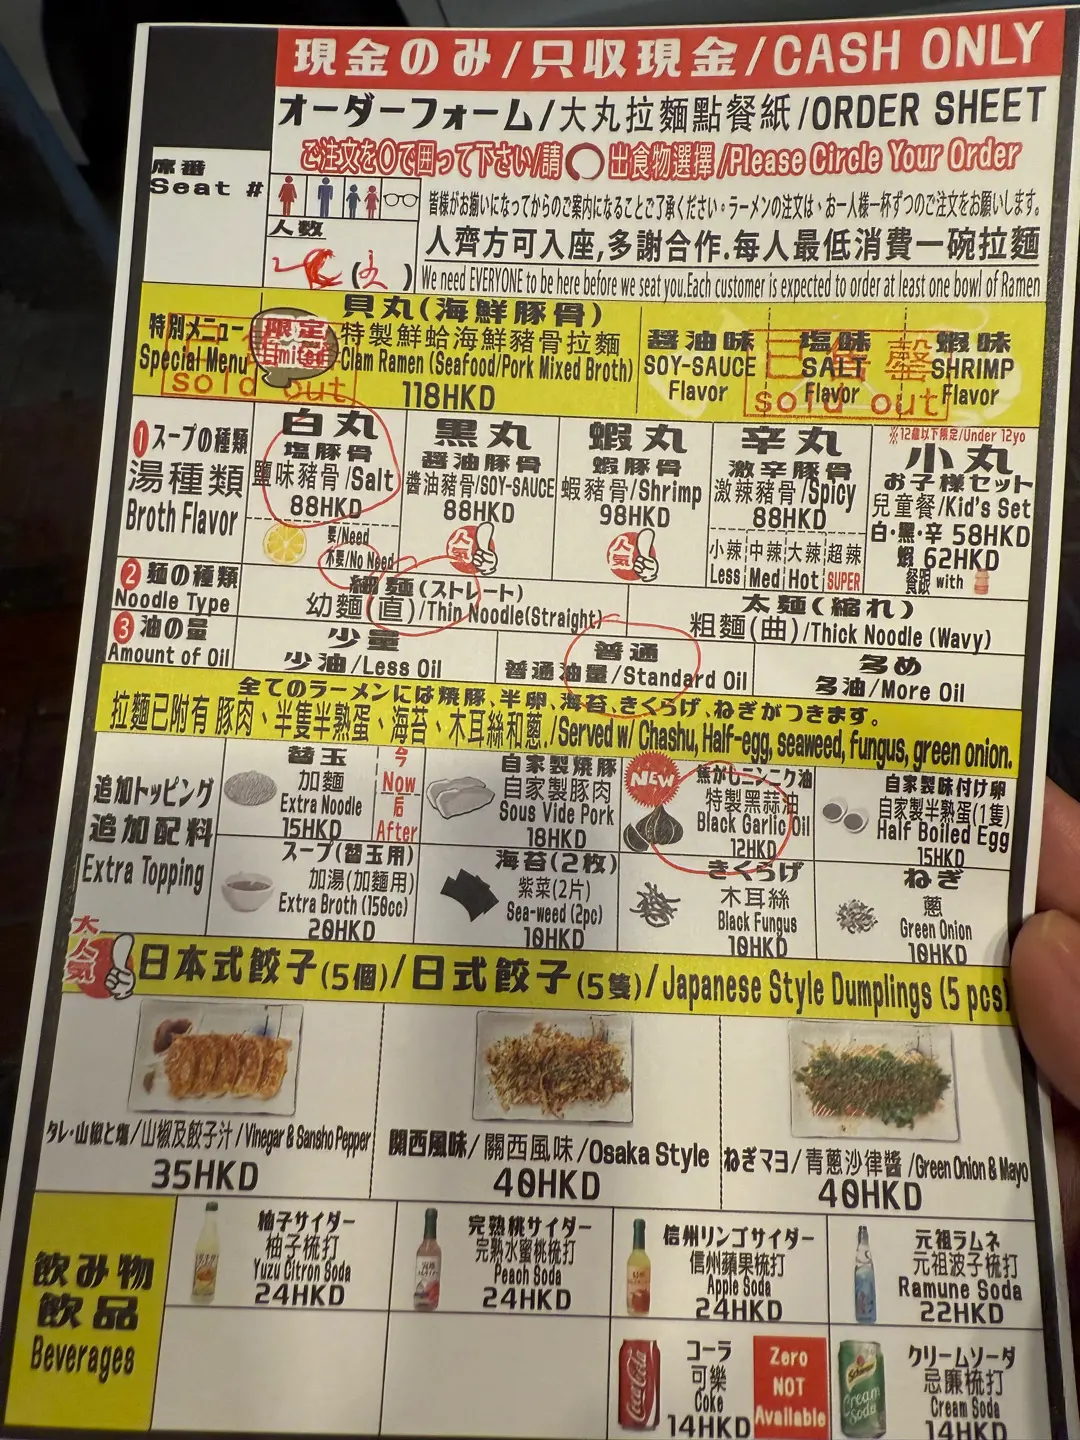 現金のみ/只収現金/CASH ONLY
オーダーフォーム/大丸拉麵點餐紙/ORDER SHEET
ご注文を〇で囲って下さい/請〇出食物選擇/Please Circle Your Order
席番
Seat #
人数
皆様がお揃いになってからのご案内になることご了承ください。ラーメンの注文は、お一人様一杯ずつのご注文をお願いします。
人齊方可入座,多謝合作.每人最低消費一碗拉麵
We need EVERYONE to be here before we seat you.Each customer is expected to order at least one bowl of Ramen
特別メニュー
Special Menu
限定
Limited
貝丸(海鮮豚骨)
特製鮮蛤海鮮豬骨拉麵
Clam Ramen (Seafood/Pork Mixed Broth)
118HKD
sold out
醤油味
SOY-SAUCE
Flavor
塩味
SALT
Flavor
蝦味
SHRIMP
Flavor
已售罄
sold out
①スープの種類
湯種類
Broth Flavor
白丸
塩豚骨
鹽味豬骨/Salt
88HKD
要/Need
不要/No Need
黒丸
醤油豚骨
醬油豬骨/SOY-SAUCE
88HKD
人気
蝦丸
蝦豚骨
蝦豬骨/Shrimp
98HKD
人気
辛丸
激辛豚骨
激辣豬骨/Spicy
88HKD
小辣 中辣 大辣 超辣
Less Med Hot SUPER
※12歳以下限定/Under 12yo
小丸
お子様セット
兒童餐/Kid's Set
白・黒・辛 58HKD
蝦 62HKD
餐跟 with
②麺の種類
Noodle Type
細麺(ストレート)
幼麵(直)/Thin Noodle(Straight)
太麺(縮れ)
粗麵(曲)/Thick Noodle (Wavy)
③油の量
Amount of Oil
少量
少油/Less Oil
普通
普通油量/Standard Oil
多め
多油/More Oil
全てのラーメンには焼豚、半卵、海苔、きくらげ、ねぎがつきます。
拉麵已附有 豚肉、半隻半熟蛋、海苔、木耳絲和蔥./Served w/ Chashu, Half-egg, seaweed, fungus, green onion.
追加トッピング
追加配料
Extra Topping
替玉
加麵
Extra Noodle
15HKD
今
Now
后
After
自家製焼豚
自家製豚肉
Sous Vide Pork
18HKD
NEW
焦がしニンニク油
特製黑蒜油
Black Garlic Oil
12HKD
自家製味付け卵
自家製半熟蛋(1隻)
Half Boiled Egg
15HKD
スープ(替玉用)
加湯(加麵用)
Extra Broth (150cc)
20HKD
海苔(2枚)
紫菜(2片)
Sea-weed (2pc)
10HKD
きくらげ
木耳絲
Black Fungus
10HKD
ねぎ
蔥
Green Onion
10HKD
大人気
日本式餃子(5個)/日式餃子(5隻)/Japanese Style Dumplings (5 pcs)
タレ・山椒と塩/山椒及餃子汁/Vinegar & Sansho Pepper
35HKD
関西風味/關西風味/Osaka Style
40HKD
ねぎマヨ/青蔥沙律醬/Green Onion & Mayo
40HKD
飲み物
飲品
Beverages
柚子サイダー
柚子梳打
Yuzu Citron Soda
24HKD
完熟桃サイダー
完熟水蜜桃梳打
Peach Soda
24HKD
信州リンゴサイダー
信州蘋果梳打
Apple Soda
24HKD
元祖ラムネ
元祖波子梳打
Ramune Soda
22HKD
Coca-Cola
コーラ
可樂
Coke
14HKD
Zero
NOT
Available
Cream
Soda
クリームソーダ
忌廉梳打
Cream Soda
14HKD